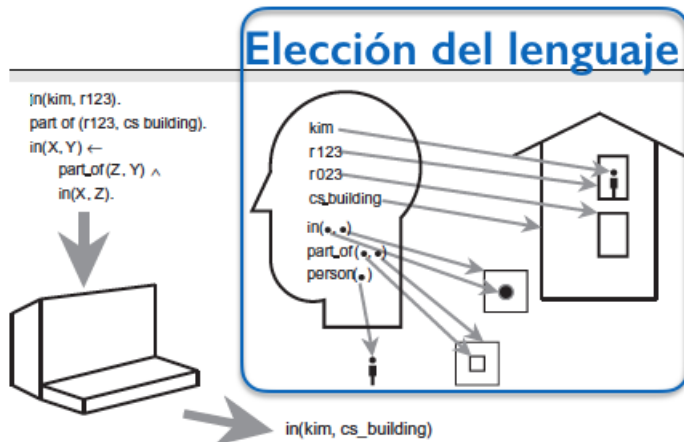 Elección del lenguaje
in(kim, r123).
part of (r123, cs building).
in(X, Y) ←
part_of(Z, Y) ∧
in(X, Z).
kim
r123
r023
cs_building
in(•, •)
part_of(•, •)
person(•)
in(kim, cs_building)